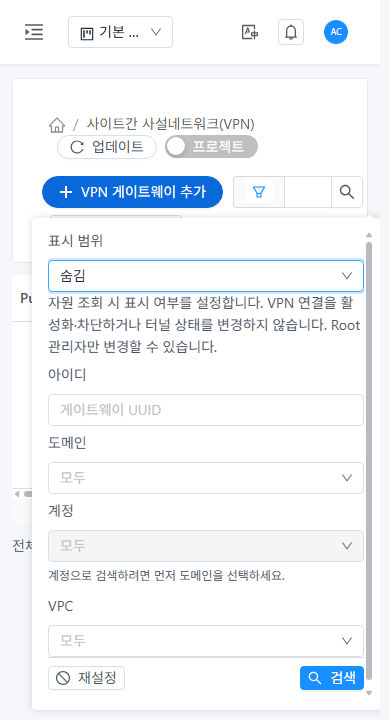 기본 ...
AC
/ 사이트간 사설네트워크(VPN)
업데이트
프로젝트
VPN 게이트웨이 추가
Pu
전체
표시 범위
숨김
자원 조회 시 표시 여부를 설정합니다. VPN 연결을 활
성화·차단하거나 터널 상태를 변경하지 않습니다. Root
관리자만 변경할 수 있습니다.
아이디
게이트웨이 UUID
도메인
모두
계정
모두
계정으로 검색하려면 먼저 도메인을 선택하세요.
VPC
모두
재설정
검색